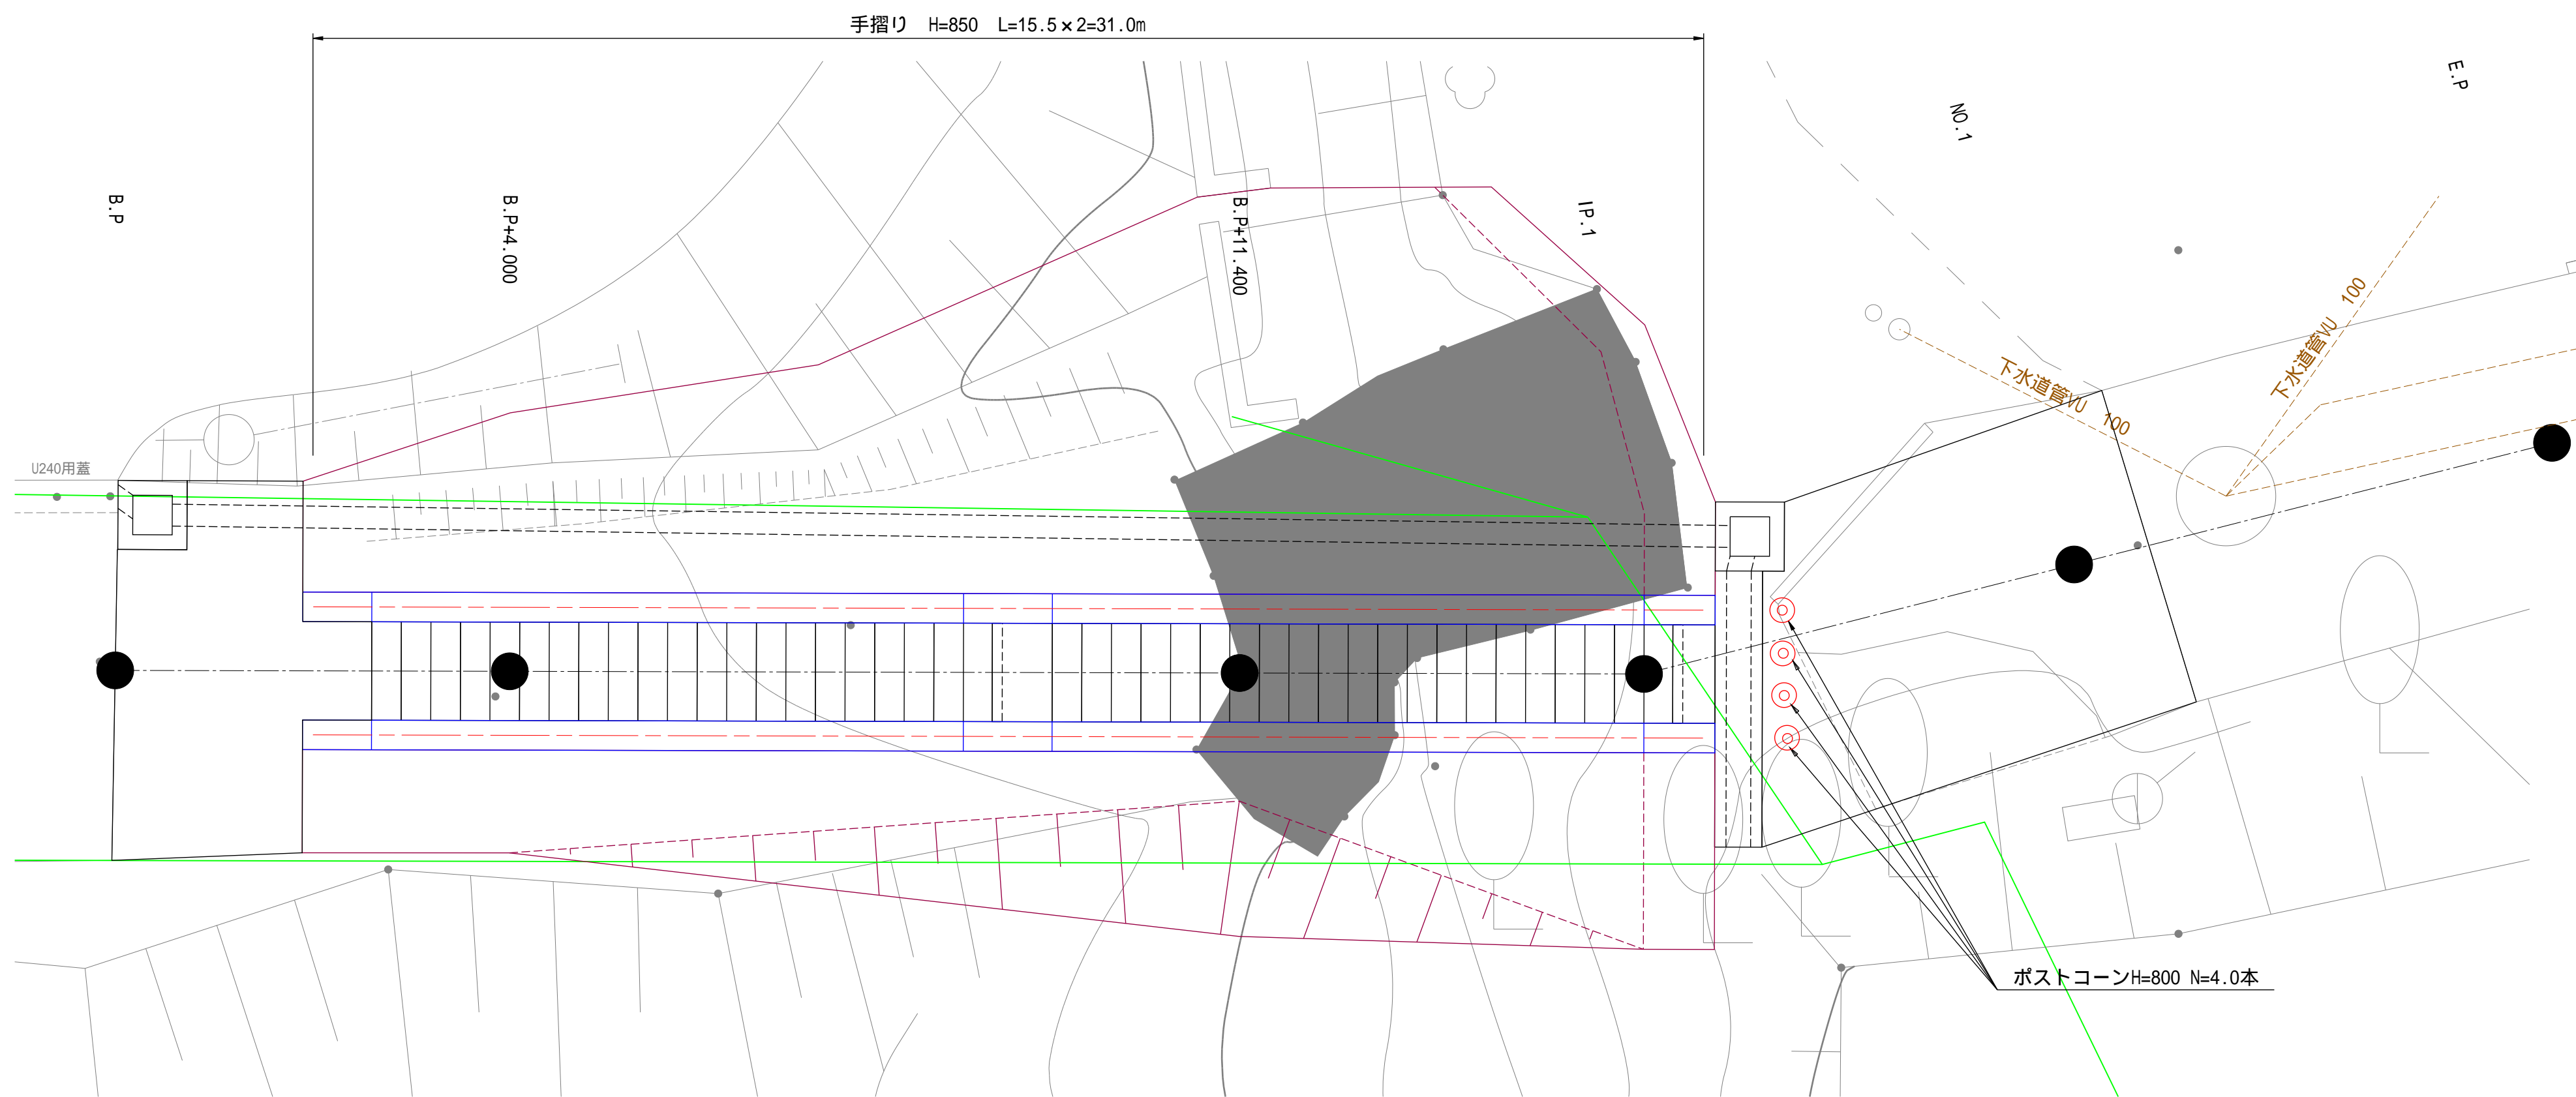 手摺り　H=850　L=15.5×2=31.0m
E.P
NO.1
B.P
B.P+4.000
B.P+11.400
IP.1
下水道管VU　100
下水道管VU　100
U240用蓋
ポストコーンH=800 N=4.0本